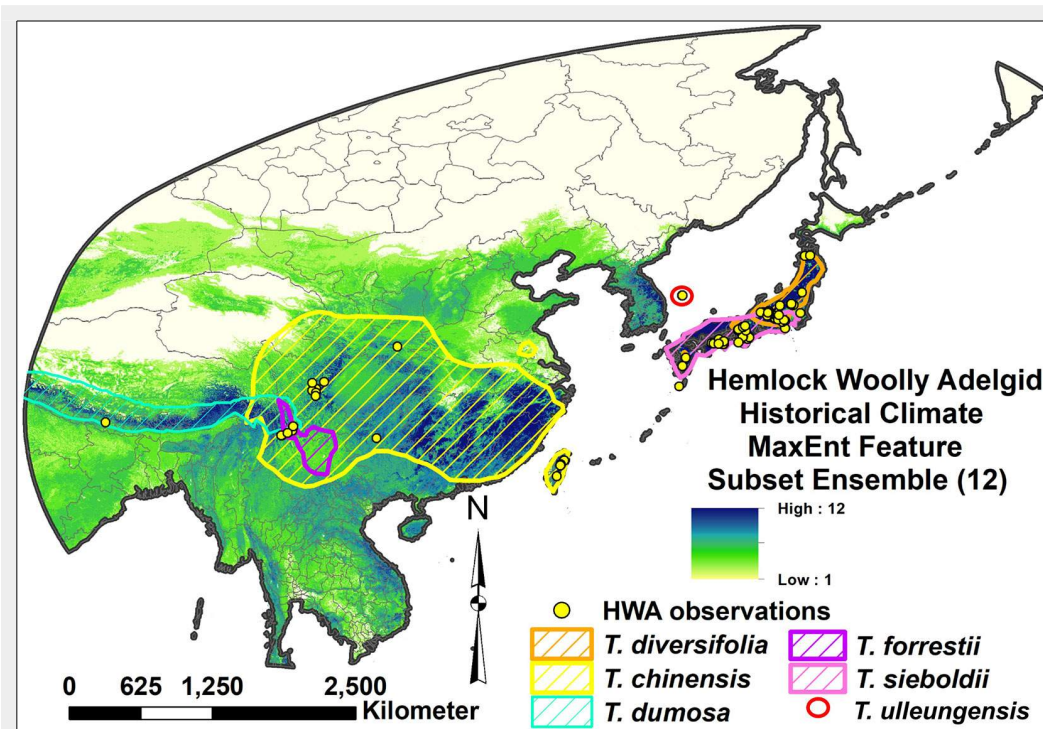 Hemlock Woolly Adelgid
Historical Climate
MaxEnt Feature
Subset Ensemble (12)
High : 12
Low : 1
N
HWA observations
T. diversifolia
T. chinensis
T. dumosa
T. forrestii
T. sieboldii
T. ulleungensis
0 625 1,250 2,500
Kilometer